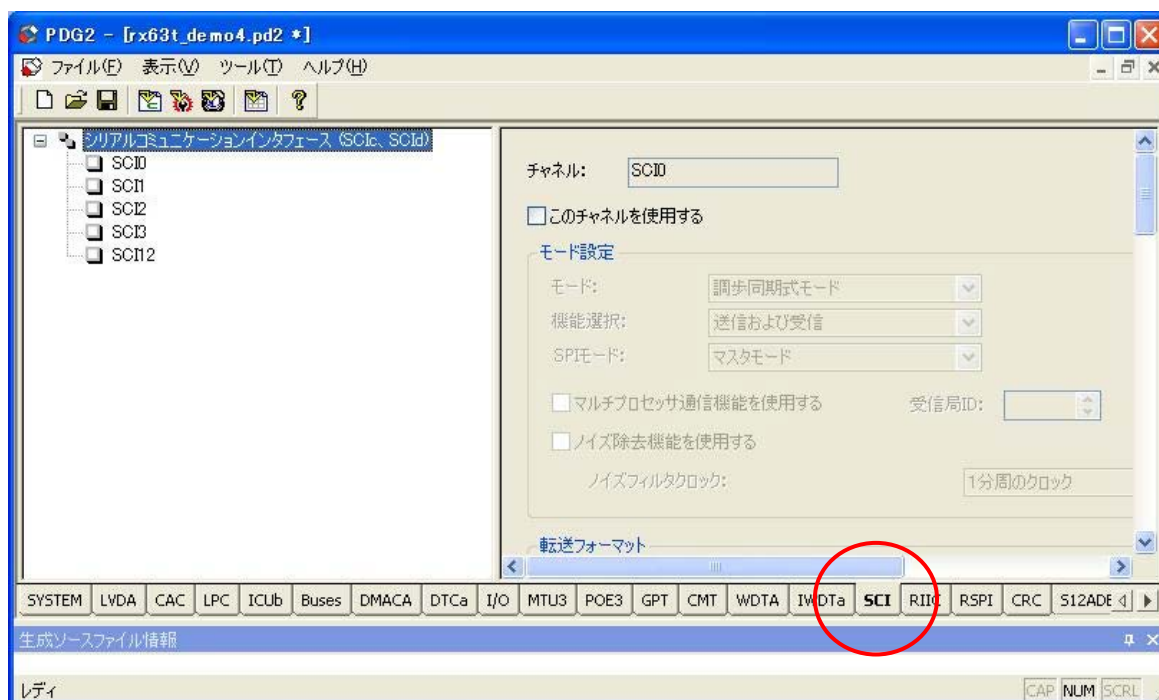 PDG2 - [rx63t_demo4.pd2 *]
ファイル(F) 表示(V) ツール(T) ヘルプ(H)
シリアルコミュニケーションインタフェース (SCIc、SCId)
SCI0
SCI1
SCI2
SCI3
SCI12
チャネル: SCI0
このチャネルを使用する
モード設定
モード: 調歩同期式モード
機能選択: 送信および受信
SPIモード: マスタモード
マルチプロセッサ通信機能を使用する 受信局ID:
ノイズ除去機能を使用する
ノイズフィルタクロック: 1分周のクロック
転送フォーマット
SYSTEM LVDA CAC LPC ICUb Buses DMACA DTCa I/O MTU3 POE3 GPT CMT WDTA IWDTa SCI RIIC RSPI CRC S12ADB
生成ソースファイル情報
レディ CAP NUM SCRL